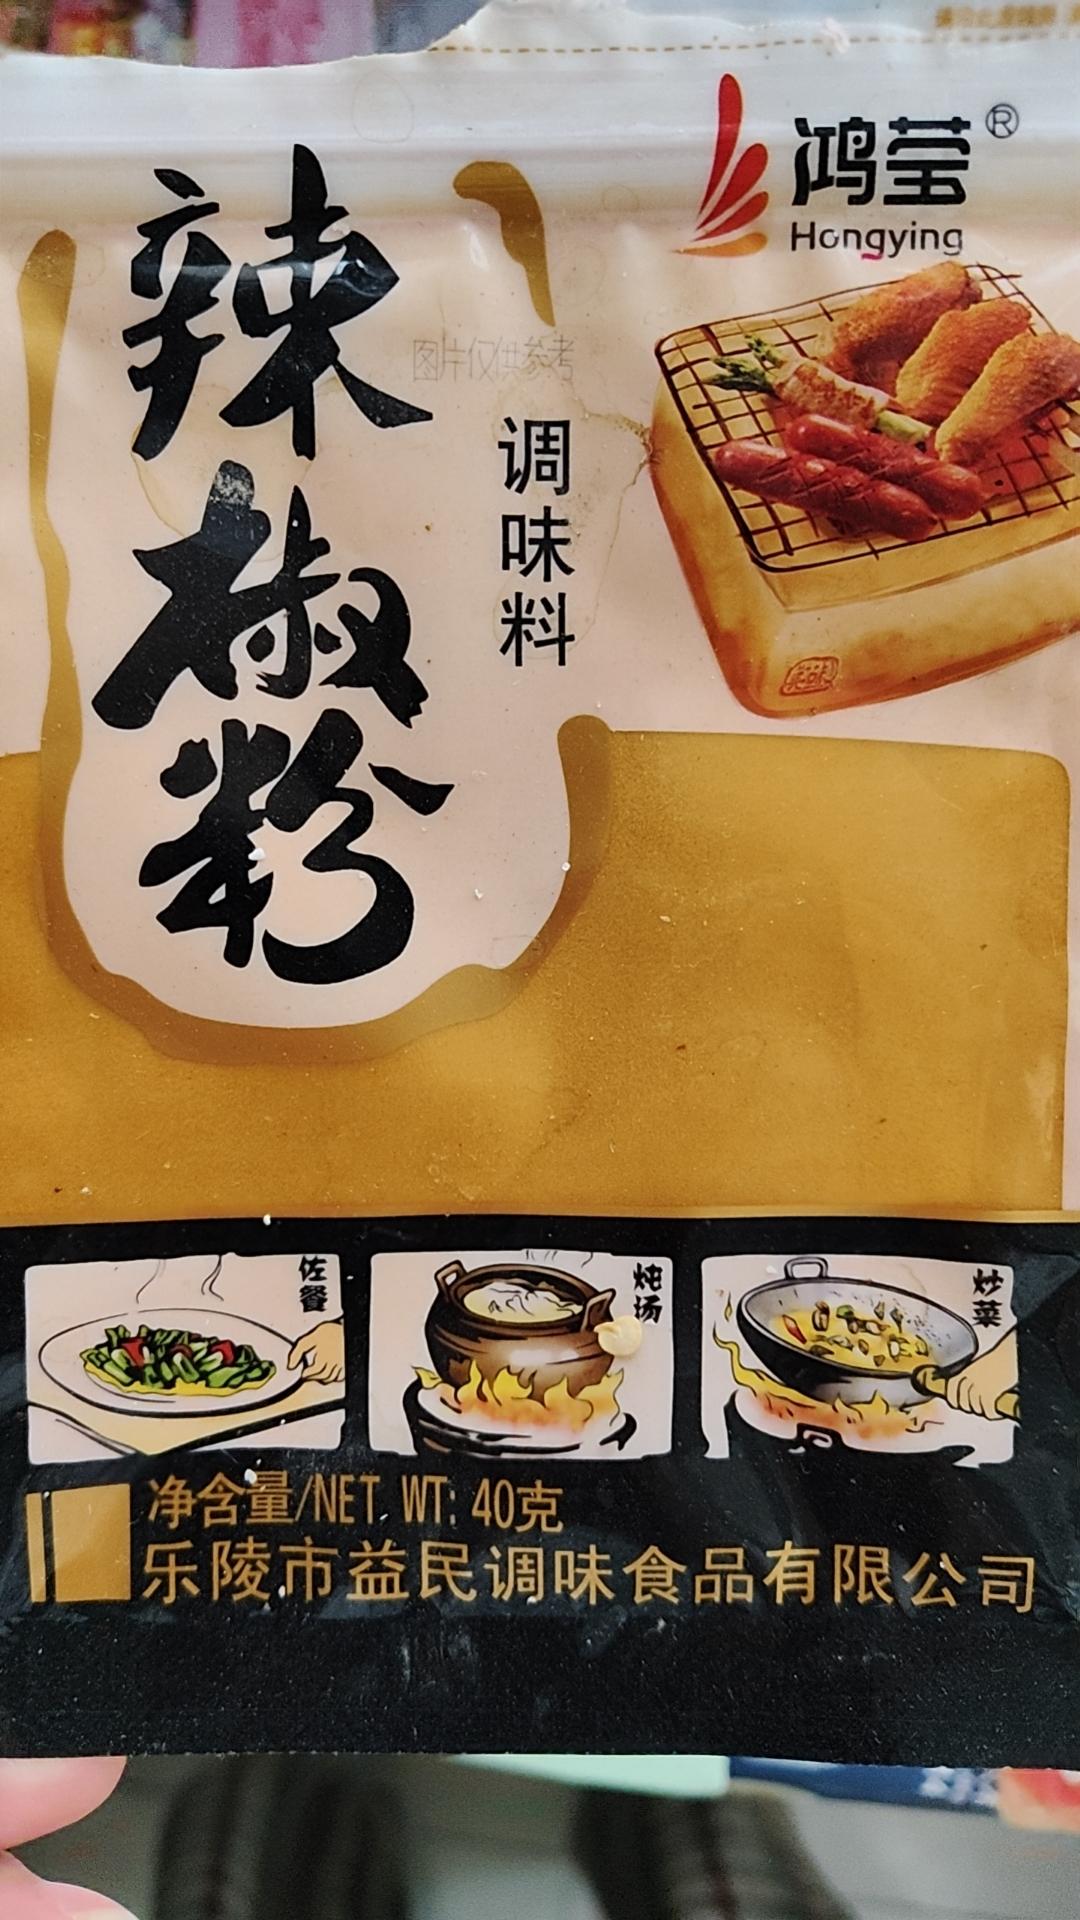 鸿莹®
Hongying
辣椒粉
图片仅供参考
调味料
佐餐
炖汤
炒菜
净含量/NET WT: 40克
乐陵市益民调味食品有限公司